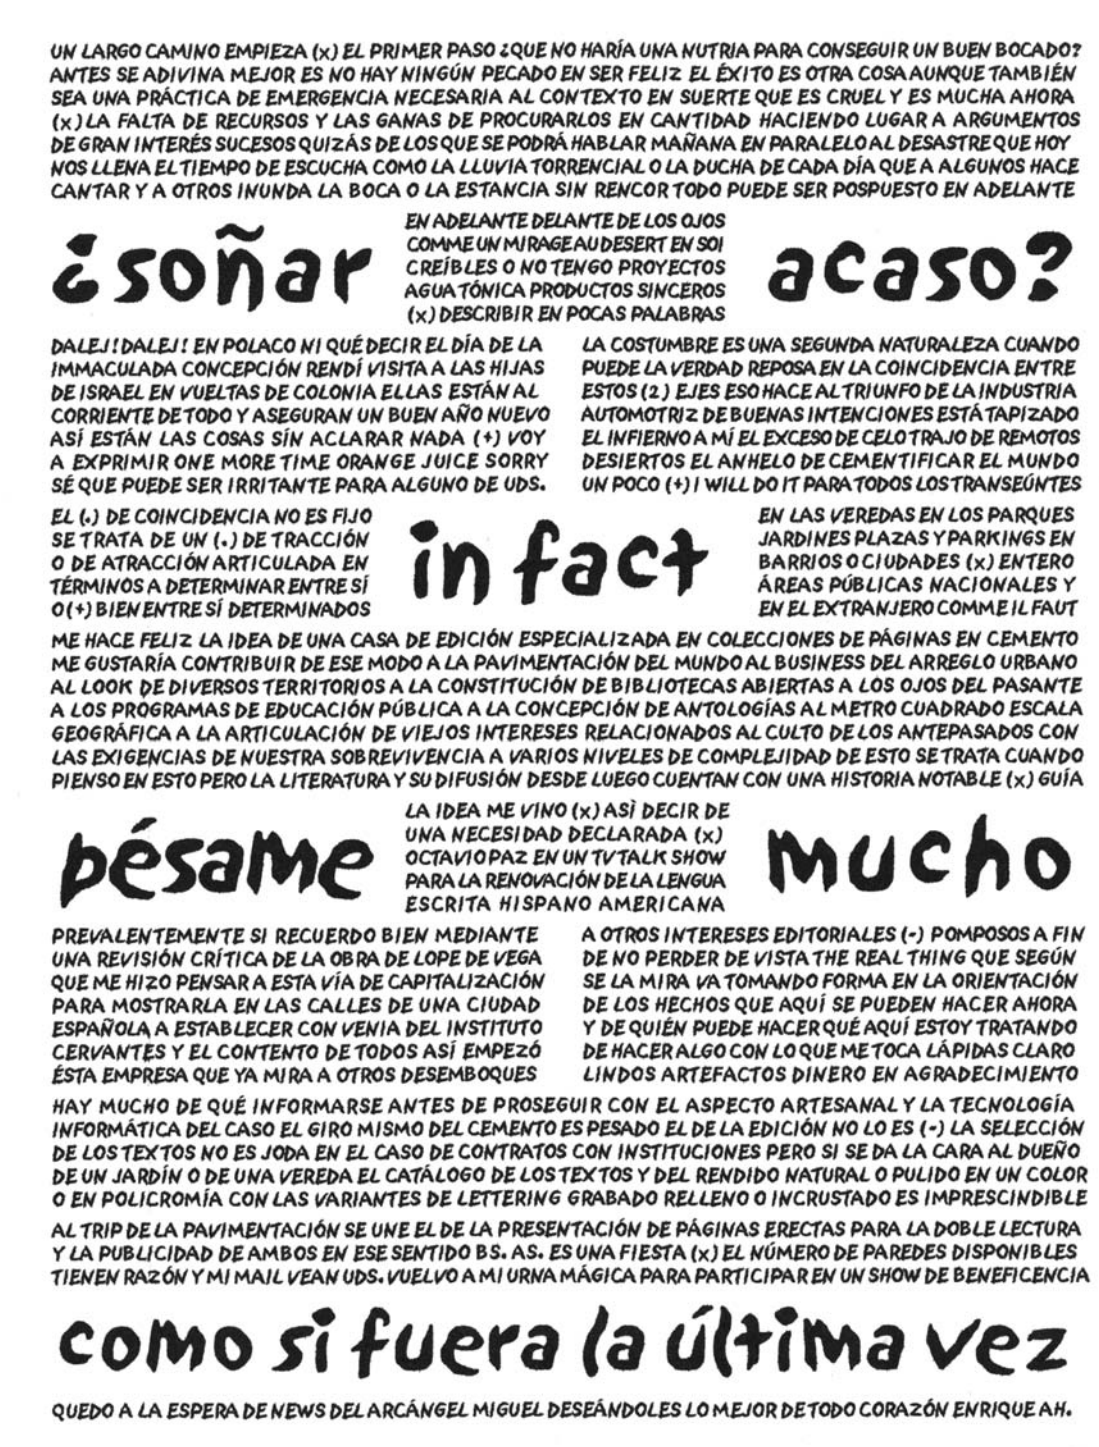 UN LARGO CAMINO EMPIEZA (x) EL PRIMER PASO ¿QUE NO HARÍA UNA NUTRIA PARA CONSEGUIR UN BUEN BOCADO?
ANTES SE ADIVINA MEJOR ES NO HAY NINGÚN PECADO EN SER FELIZ EL ÉXITO ES OTRA COSA AUNQUE TAMBIÉN
SEA UNA PRÁCTICA DE EMERGENCIA NECESARIA AL CONTEXTO EN SUERTE QUE ES CRUEL Y ES MUCHA AHORA
(x) LA FALTA DE RECURSOS Y LAS GANAS DE PROCURARLOS EN CANTIDAD HACIENDO LUGAR A ARGUMENTOS
DE GRAN INTERÉS SUCESOS QUIZÁS DE LOS QUE SE PODRÁ HABLAR MAÑANA EN PARALELO AL DESASTRE QUE HOY
NOS LLENA EL TIEMPO DE ESCUCHA COMO LA LLUVIA TORRENCIAL O LA DUCHA DE CADA DÍA QUE A ALGUNOS HACE
CANTAR Y A OTROS INUNDA LA BOCA O LA ESTANCIA SIN RENCOR TODO PUEDE SER POSPUESTO EN ADELANTE
¿soñar
EN ADELANTE DELANTE DE LOS OJOS
COMME UN MIRAGE AU DESERT EN SOI
CREÍBLES O NO TENGO PROYECTOS
AGUA TÓNICA PRODUCTOS SINCEROS
(x) DESCRIBIR EN POCAS PALABRAS
acaso?
DALEJ! DALEJ! EN POLACO NI QUÉ DECIR EL DÍA DE LA
IMMACULADA CONCEPCIÓN RENDÍ VISITA A LAS HIJAS
DE ISRAEL EN VUELTAS DE COLONIA ELLAS ESTÁN AL
CORRIENTE DE TODO Y ASEGURAN UN BUEN AÑO NUEVO
ASÍ ESTÁN LAS COSAS SÍN ACLARAR NADA (+) VOY
A EXPRIMIR ONE MORE TIME ORANGE JUICE SORRY
SÉ QUE PUEDE SER IRRITANTE PARA ALGUNO DE UDS.
LA COSTUMBRE ES UNA SEGUNDA NATURALEZA CUANDO
PUEDE LA VERDAD REPOSA EN LA COINCIDENCIA ENTRE
ESTOS (2) EJES ESO HACE AL TRIUNFO DE LA INDUSTRIA
AUTOMOTRIZ DE BUENAS INTENCIONES ESTÁ TAPIZADO
EL INFIERNO A MÍ EL EXCESO DE CELO TRAJO DE REMOTOS
DESIERTOS EL ANHELO DE CEMENTIFICAR EL MUNDO
UN POCO (+) I WILL DO IT PARA TODOS LOS TRANSEÚNTES
EL (.) DE COINCIDENCIA NO ES FIJO
SE TRATA DE UN (.) DE TRACCIÓN
O DE ATRACCIÓN ARTICULADA EN
TÉRMINOS A DETERMINAR ENTRE SÍ
O (+) BIEN ENTRE SÍ DETERMINADOS
in fact
EN LAS VEREDAS EN LOS PARQUES
JARDINES PLAZAS Y PARKINGS EN
BARRIOS O CIUDADES (x) ENTERO
ÁREAS PÚBLICAS NACIONALES Y
EN EL EXTRANJERO COMME IL FAUT
ME HACE FELIZ LA IDEA DE UNA CASA DE EDICIÓN ESPECIALIZADA EN COLECCIONES DE PÁGINAS EN CEMENTO
ME GUSTARÍA CONTRIBUIR DE ESE MODO A LA PAVIMENTACIÓN DEL MUNDO AL BUSINESS DEL ARREGLO URBANO
AL LOOK DE DIVERSOS TERRITORIOS A LA CONSTITUCIÓN DE BIBLIOTECAS ABIERTAS A LOS OJOS DEL PASANTE
A LOS PROGRAMAS DE EDUCACIÓN PÚBLICA A LA CONCEPCIÓN DE ANTOLOGÍAS AL METRO CUADRADO ESCALA
GEOGRÁFICA A LA ARTICULACIÓN DE VIEJOS INTERESES RELACIONADOS AL CULTO DE LOS ANTEPASADOS CON
LAS EXIGENCIAS DE NUESTRA SOBREVIVENCIA A VARIOS NIVELES DE COMPLEJIDAD DE ESTO SE TRATA CUANDO
PIENSO EN ESTO PERO LA LITERATURA Y SU DIFUSIÓN DESDE LUEGO CUENTAN CON UNA HISTORIA NOTABLE (x) GUÍA
bésame
LA IDEA ME VINO (x) ASÌ DECIR DE
UNA NECESIDAD DECLARADA (x)
OCTAVIO PAZ EN UN TV TALK SHOW
PARA LA RENOVACIÓN DE LA LENGUA
ESCRITA HISPANO AMERICANA
mucho
PREVALENTEMENTE SI RECUERDO BIEN MEDIANTE
UNA REVISIÓN CRÍTICA DE LA OBRA DE LOPE DE VEGA
QUE ME HIZO PENSAR A ESTA VÍA DE CAPITALIZACIÓN
PARA MOSTRARLA EN LAS CALLES DE UNA CIUDAD
ESPAÑOLA A ESTABLECER CON VENIA DEL INSTITUTO
CERVANTES Y EL CONTENTO DE TODOS ASÍ EMPEZÓ
ÉSTA EMPRESA QUE YA MIRA A OTROS DESEMBOQUES
A OTROS INTERESES EDITORIALES (-) POMPOSOS A FIN
DE NO PERDER DE VISTA THE REAL THING QUE SEGÚN
SE LA MIRA VA TOMANDO FORMA EN LA ORIENTACIÓN
DE LOS HECHOS QUE AQUÍ SE PUEDEN HACER AHORA
Y DE QUIÉN PUEDE HACER QUÉ AQUÍ ESTOY TRATANDO
DE HACER ALGO CON LO QUE ME TOCA LÁPIDAS CLARO
LINDOS ARTEFACTOS DINERO EN AGRADECIMIENTO
HAY MUCHO DE QUÉ INFORMARSE ANTES DE PROSEGUIR CON EL ASPECTO ARTESANAL Y LA TECNOLOGÍA
INFORMÁTICA DEL CASO EL GIRO MISMO DEL CEMENTO ES PESADO EL DE LA EDICIÓN NO LO ES (-) LA SELECCIÓN
DE LOS TEXTOS NO ES JODA EN EL CASO DE CONTRATOS CON INSTITUCIONES PERO SI SE DA LA CARA AL DUEÑO
DE UN JARDÍN O DE UNA VEREDA EL CATÁLOGO DE LOS TEXTOS Y DEL RENDIDO NATURAL O PULIDO EN UN COLOR
O EN POLICROMÍA CON LAS VARIANTES DE LETTERING GRABADO RELLENO O INCRUSTADO ES IMPRESCINDIBLE
AL TRIP DE LA PAVIMENTACIÓN SE UNE EL DE LA PRESENTACIÓN DE PÁGINAS ERECTAS PARA LA DOBLE LECTURA
Y LA PUBLICIDAD DE AMBOS EN ESE SENTIDO BS. AS. ES UNA FIESTA (x) EL NÚMERO DE PAREDES DISPONIBLES
TIENEN RAZÓN Y MI MAIL VEAN UDS. VUELVO A MI URNA MÁGICA PARA PARTICIPAR EN UN SHOW DE BENEFICENCIA
como si fuera la última vez
QUEDO A LA ESPERA DE NEWS DEL ARCÁNGEL MIGUEL DESEÁNDOLES LO MEJOR DE TODO CORAZÓN ENRIQUE AH.